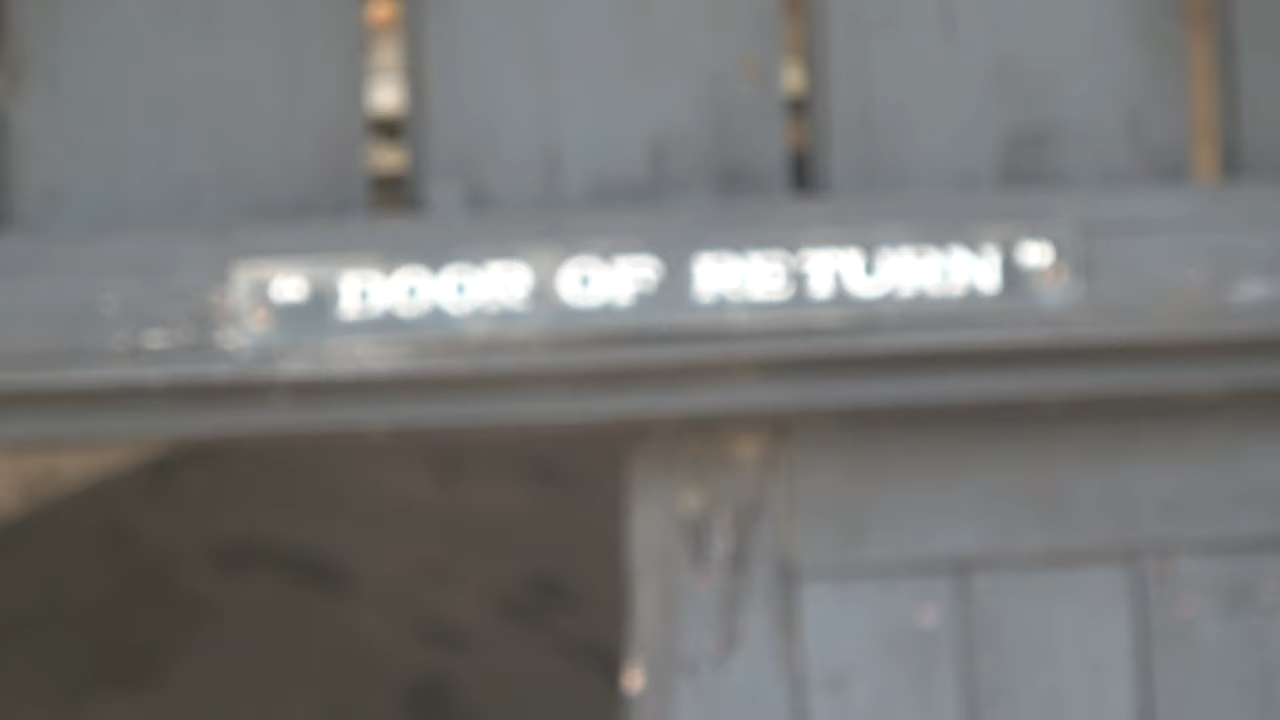 " DOOR OF RETURN "